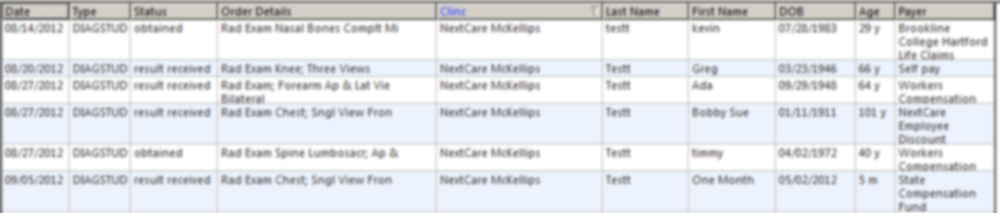 Date Type Status Order Details Clinc Last Name First Name DOB Age Payer
08/14/2012 DIAGSTUD obtained Rad Exam Nasal Bones Complt Mi NextCare McKellips testt kevin 07/28/1983 29 y Brookline
College Hartford
Life Claims
08/20/2012 DIAGSTUD result received Rad Exam Knee; Three Views NextCare McKellips Testt Greg 03/23/1946 66 y Self pay
08/27/2012 DIAGSTUD result received Rad Exam; Forearm Ap & Lat Vie NextCare McKellips Testt Ada 09/29/1948 64 y Workers
Bilateral Compensation
08/27/2012 DIAGSTUD result received Rad Exam Chest; Sngl View Fron NextCare McKellips Testt Bobby Sue 01/11/1911 101 y NextCare
Employee
Discount
08/27/2012 DIAGSTUD obtained Rad Exam Spine Lumbosacr; Ap & NextCare McKellips Testt timmy 04/02/1972 40 y Workers
Compensation
09/05/2012 DIAGSTUD result received Rad Exam Chest; Sngl View Fron NextCare McKellips Testt One Month 05/02/2012 5 m State
Compensation
Fund